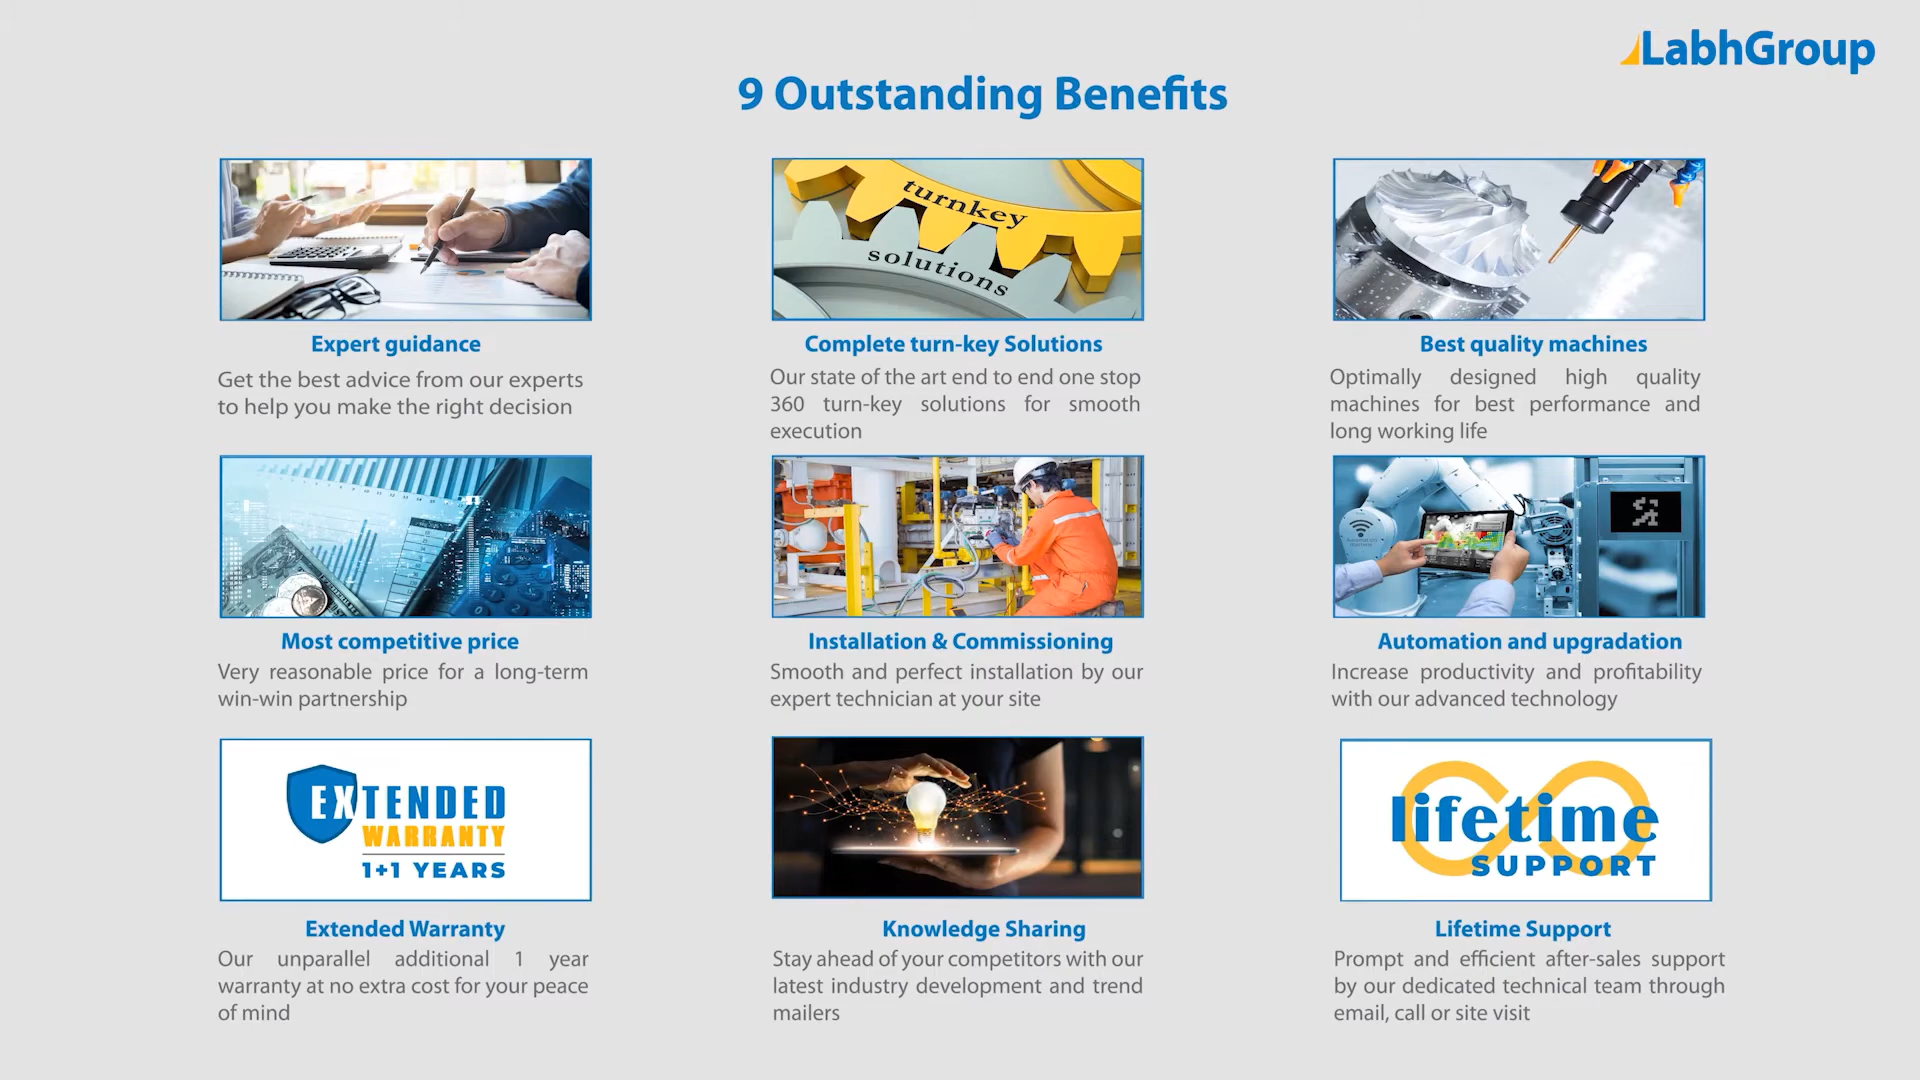 LabhGroup
9 Outstanding Benefits
turnkey
solutions
Expert guidance
Get the best advice from our experts
to help you make the right decision
Complete turn-key Solutions
Our state of the art end to end one stop
360 turn-key solutions for smooth
execution
Best quality machines
Optimally designed high quality
machines for best performance and
long working life
Most competitive price
Very reasonable price for a long-term
win-win partnership
Installation & Commissioning
Smooth and perfect installation by our
expert technician at your site
Automation and upgradation
Increase productivity and profitability
with our advanced technology
EXTENDED
WARRANTY
1+1 YEARS
Extended Warranty
Our unparallel additional 1 year
warranty at no extra cost for your peace
of mind
Knowledge Sharing
Stay ahead of your competitors with our
latest industry development and trend
mailers
lifetime
SUPPORT
Lifetime Support
Prompt and efficient after-sales support
by our dedicated technical team through
email, call or site visit